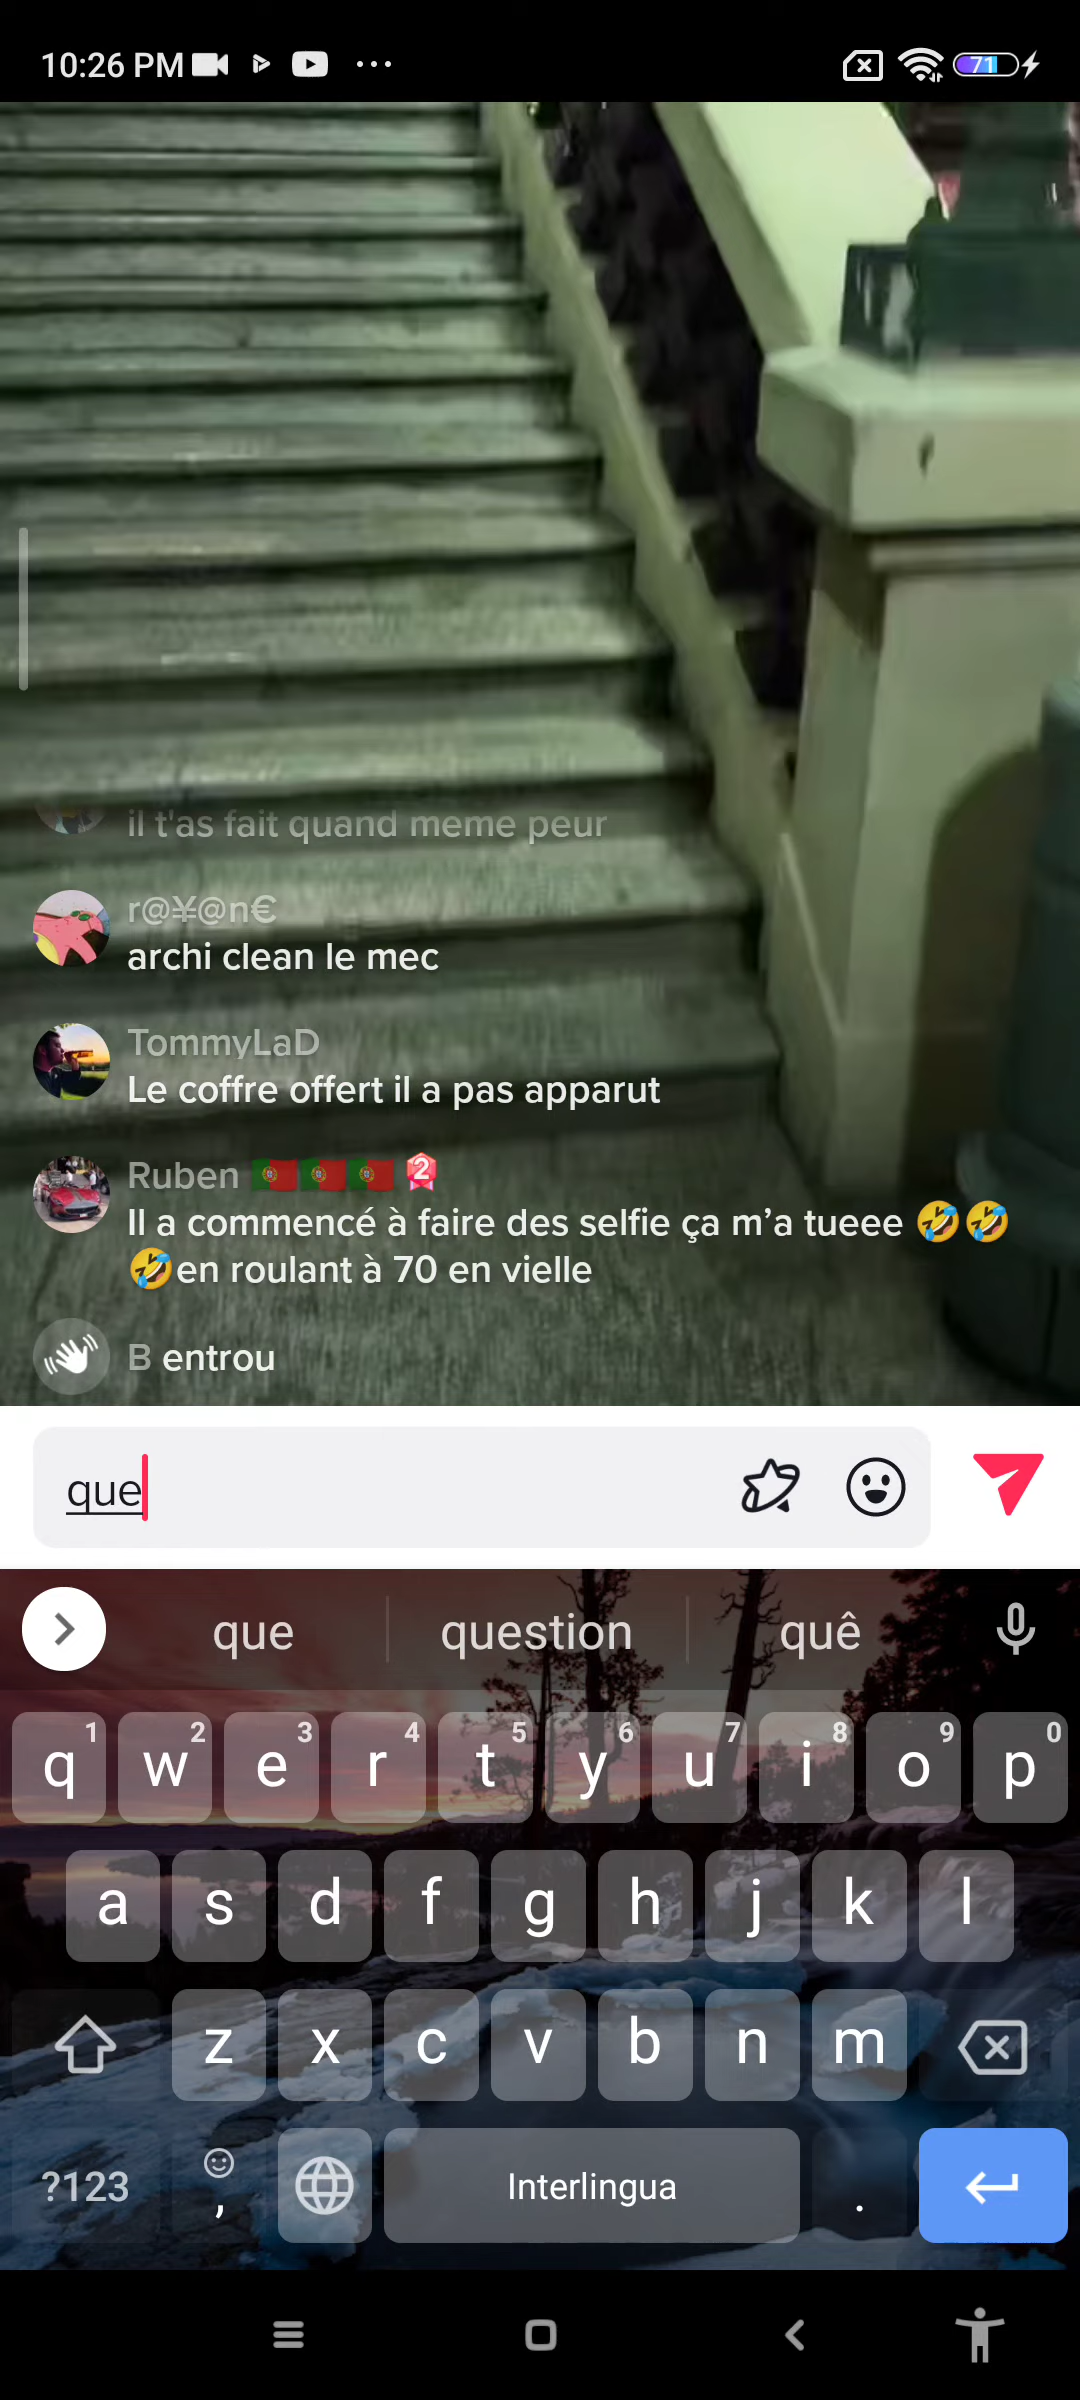 10:26 PM
71
il t'as fait quand meme peur
r@¥@n€
archi clean le mec
TommyLaD
Le coffre offert il a pas apparut
Ruben 🇵🇹🇵🇹🇵🇹 2
Il a commencé à faire des selfie ça m’a tueee 🤣🤣
🤣en roulant à 70 en vielle
B entrou
que
que question quê
1 2 3 4 5 6 7 8 9 0
q w e r t y u i o p
a s d f g h j k l
z x c v b n m
?123 , Interlingua .